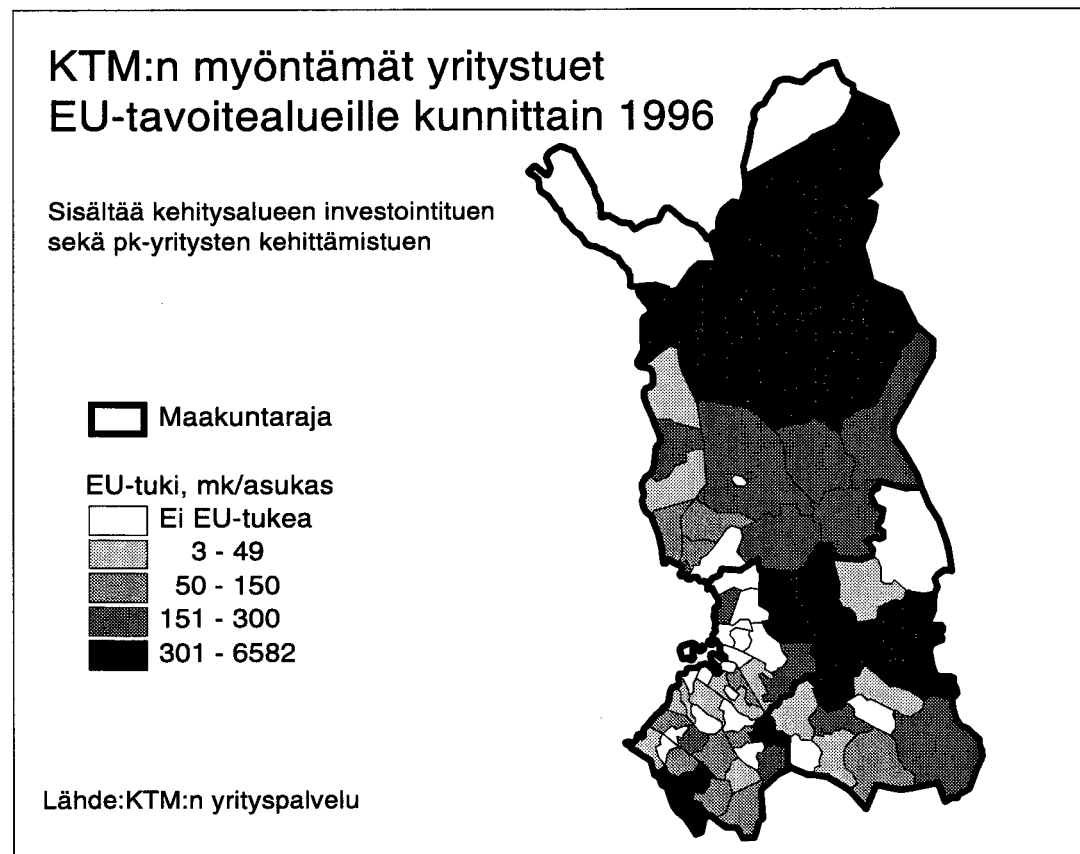 KTM:n myöntämät yritystuet
EU-tavoitealueille kunnittain 1996
Sisältää kehitysalueen investointituen
sekä pk-yritysten kehittämistuen
Maakuntaraja
EU-tuki, mk/asukas
Ei EU-tukea
3 - 49
50 - 150
151 - 300
301 - 6582
Lähde:KTM:n yrityspalvelu